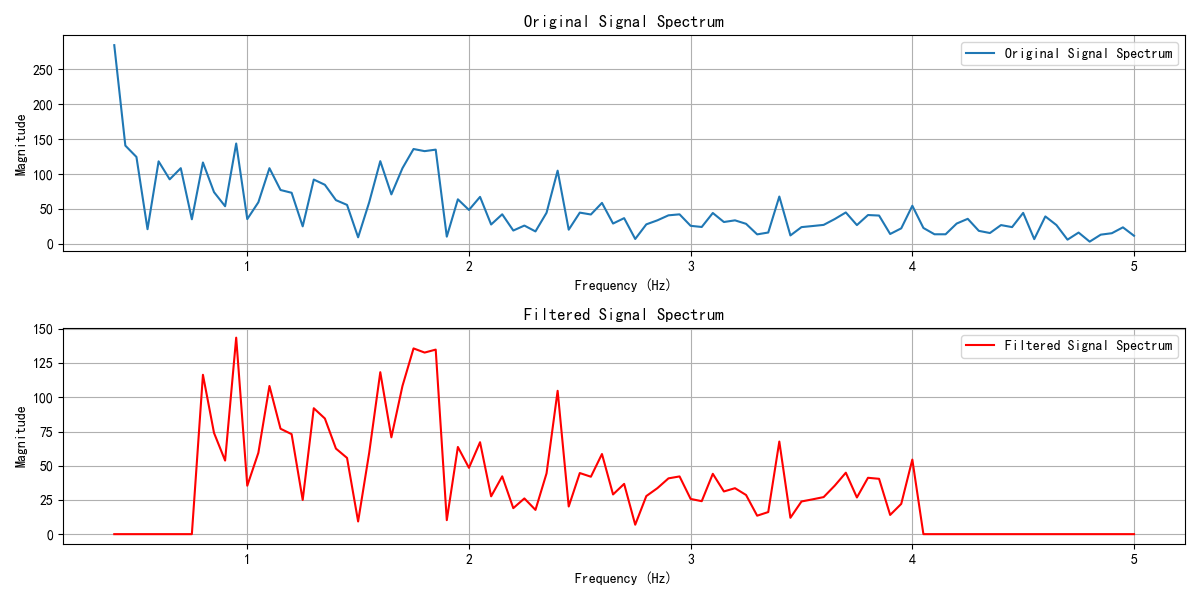 Original Signal Spectrum
Original Signal Spectrum
Magnitude
250
200
150
100
50
0
1 2 3 4 5
Frequency (Hz)
Filtered Signal Spectrum
Filtered Signal Spectrum
Magnitude
150
125
100
75
50
25
0
1 2 3 4 5
Frequency (Hz)